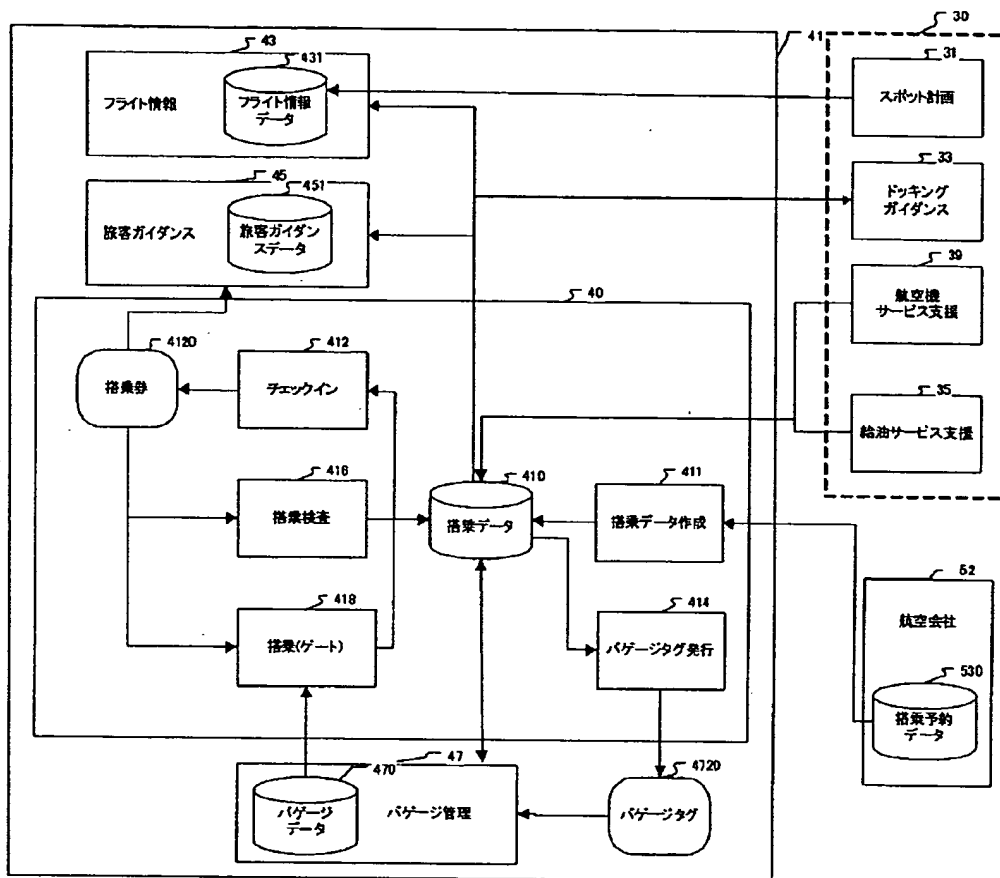 30
43
41
431
31
フライト情報
フライト情報
データ
スポット計画
45
451
33
旅客ガイダンス
旅客ガイダン
スデータ
ドッキング
ガイダンス
39
航空機
サービス支援
40
4120
412
搭乗券
チェックイン
35
給油サービス支援
416
410
411
搭乗検査
搭乗データ
搭乗データ作成
52
418
414
航空会社
搭乗(ゲート)
バゲージタグ発行
530
搭乗予約
データ
47
470
4720
バゲージ
データ
バゲージ管理
バゲージタグ